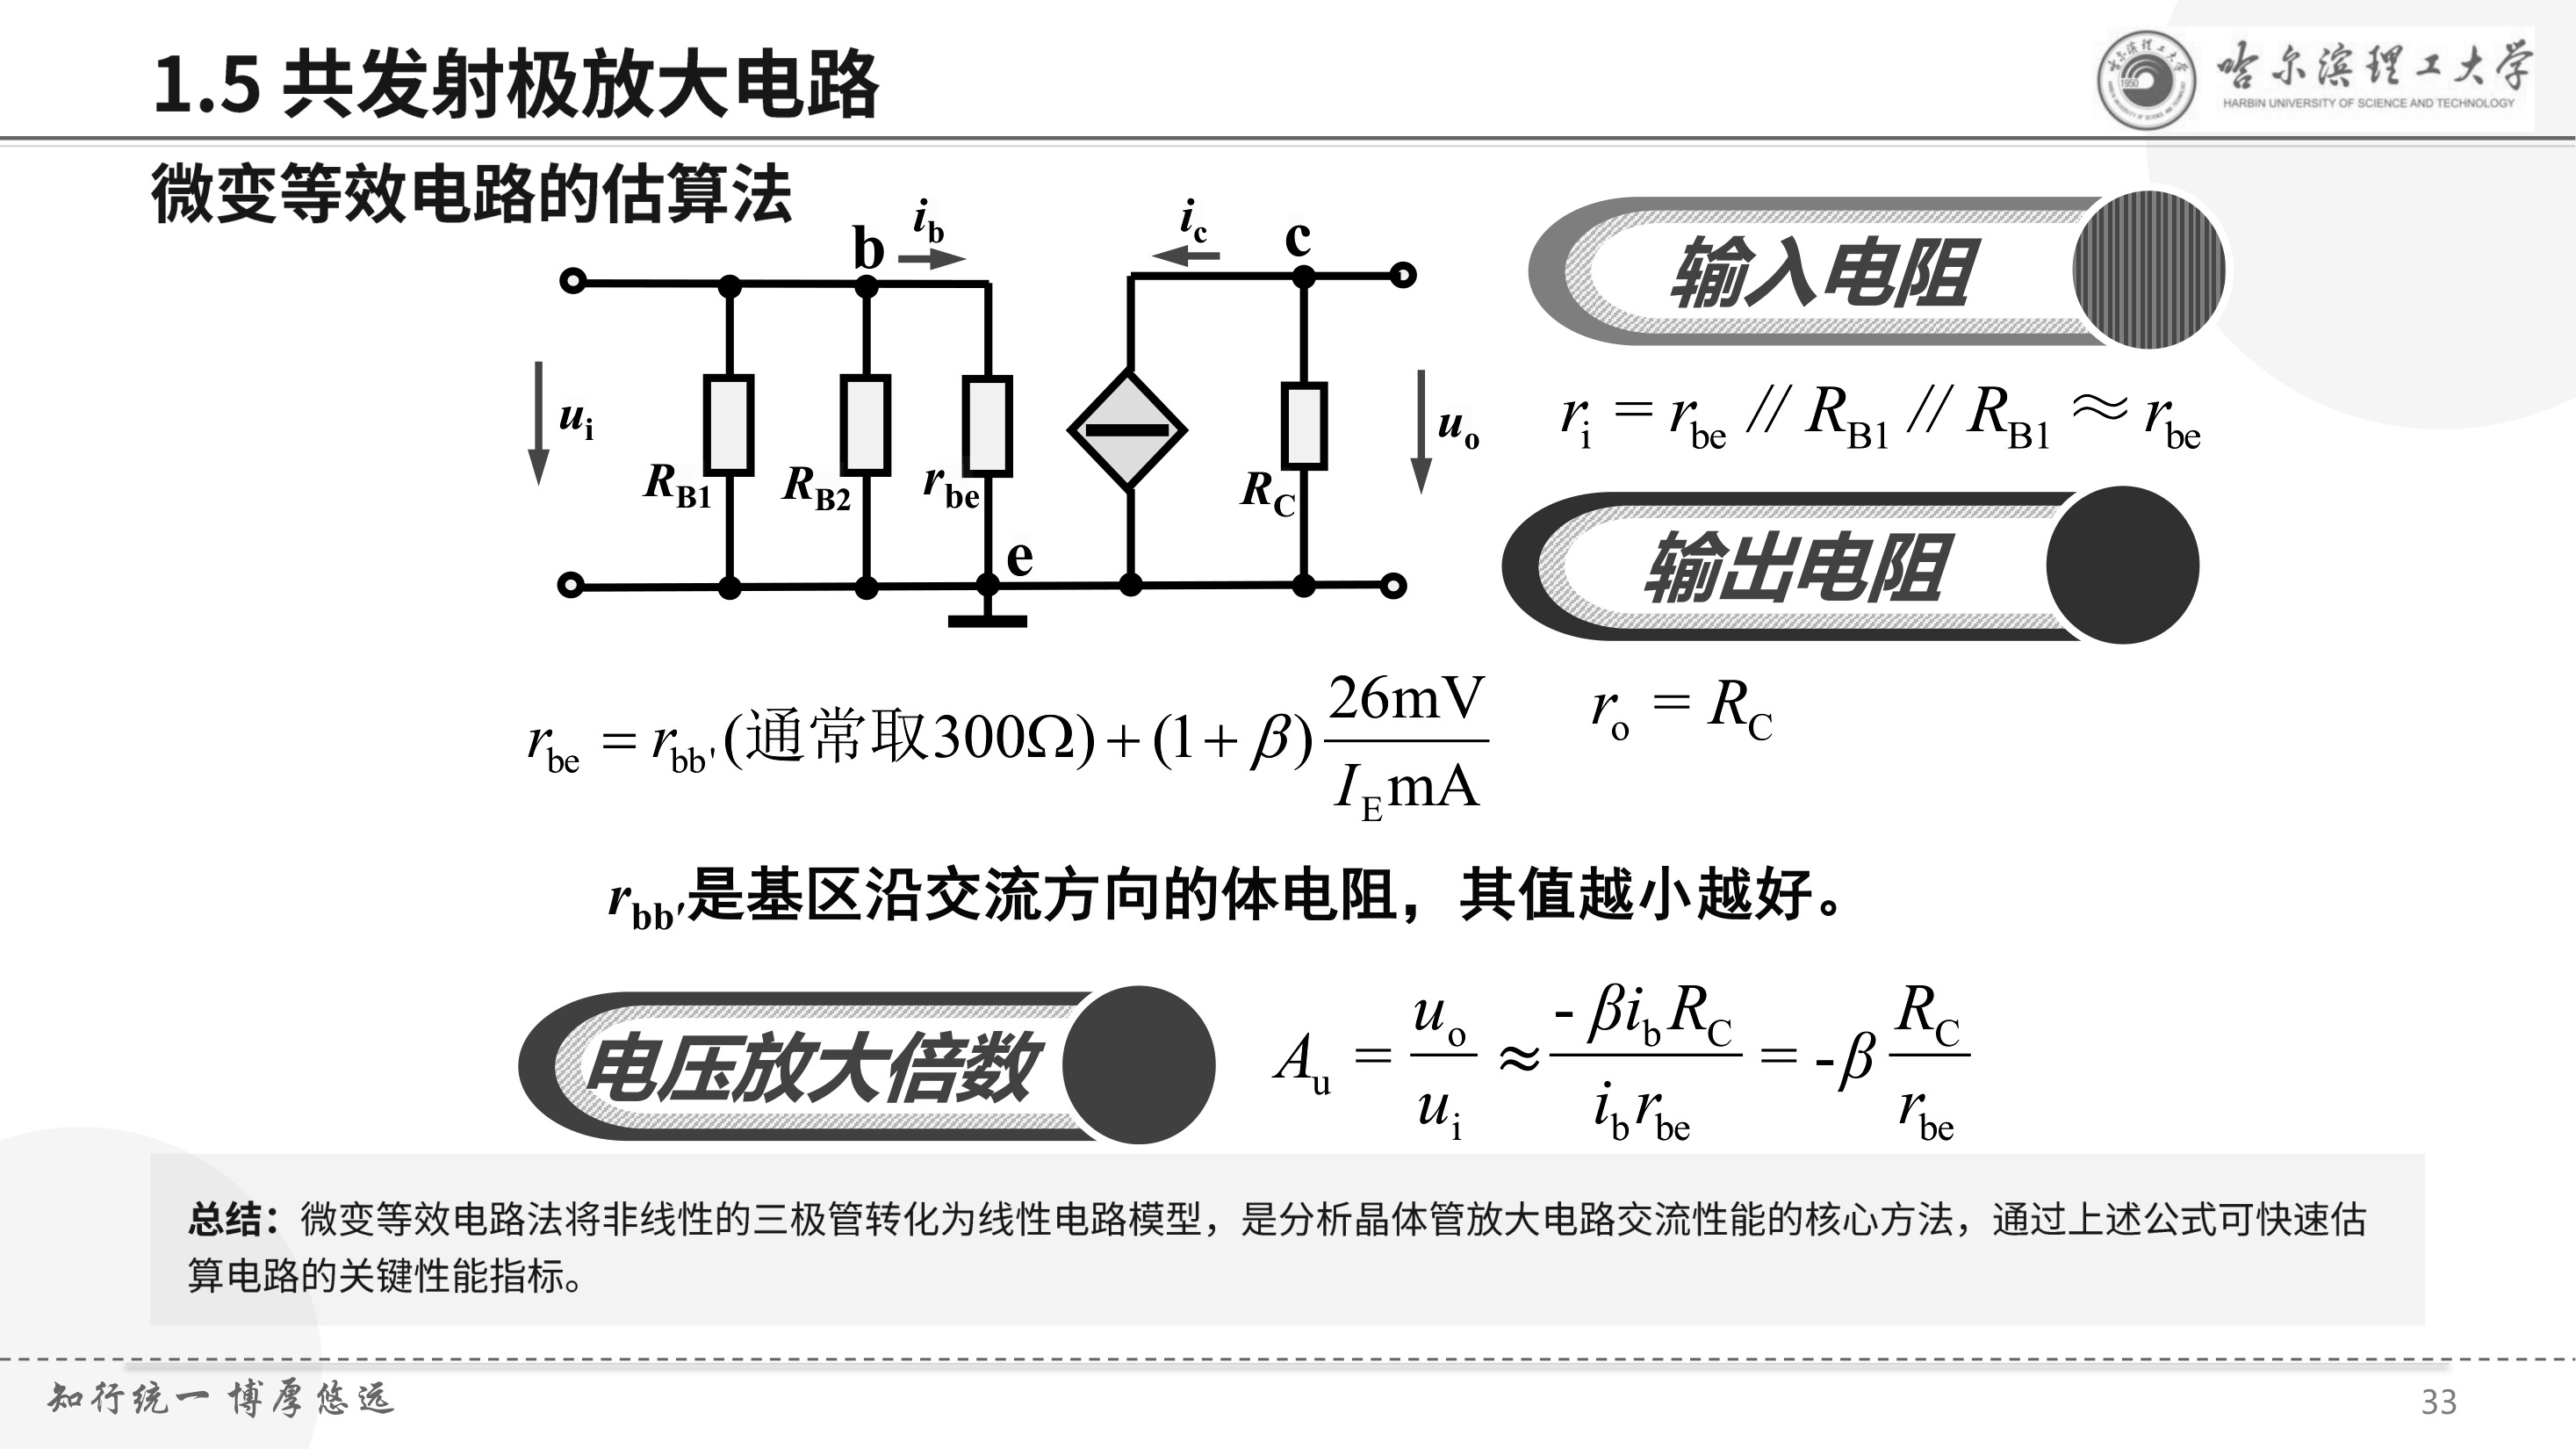 1.5 共发射极放大电路
哈尔滨理工大学
HARBIN UNIVERSITY OF SCIENCE AND TECHNOLOGY
1950
微变等效电路的估算法
b
i_b
i_c
c
u_i
R_B1
R_B2
r_be
e
R_C
u_o
输入电阻
r_i = r_be // R_B1 // R_B1 ≈ r_be
输出电阻
r_o = R_C
r_be = r_bb'(通常取300Ω)+(1+β) 26mV / I_E mA
r_bb′是基区沿交流方向的体电阻，其值越小越好。
电压放大倍数
A_u = u_o / u_i ≈ -βi_b R_C / i_b r_be = -β R_C / r_be
总结：微变等效电路法将非线性的三极管转化为线性电路模型，是分析晶体管放大电路交流性能的核心方法，通过上述公式可快速估
算电路的关键性能指标。
知行统一 博厚悠远
33